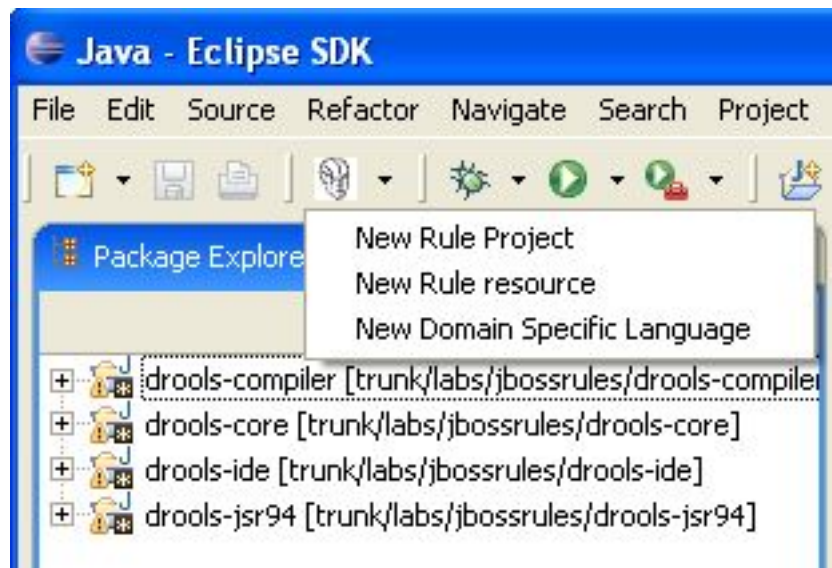 Java - Eclipse SDK
File Edit Source Refactor Navigate Search Project
Package Explore
New Rule Project
New Rule resource
New Domain Specific Language
drools-compiler [trunk/labs/jbossrules/drools-compiler
drools-core [trunk/labs/jbossrules/drools-core]
drools-ide [trunk/labs/jbossrules/drools-ide]
drools-jsr94 [trunk/labs/jbossrules/drools-jsr94]